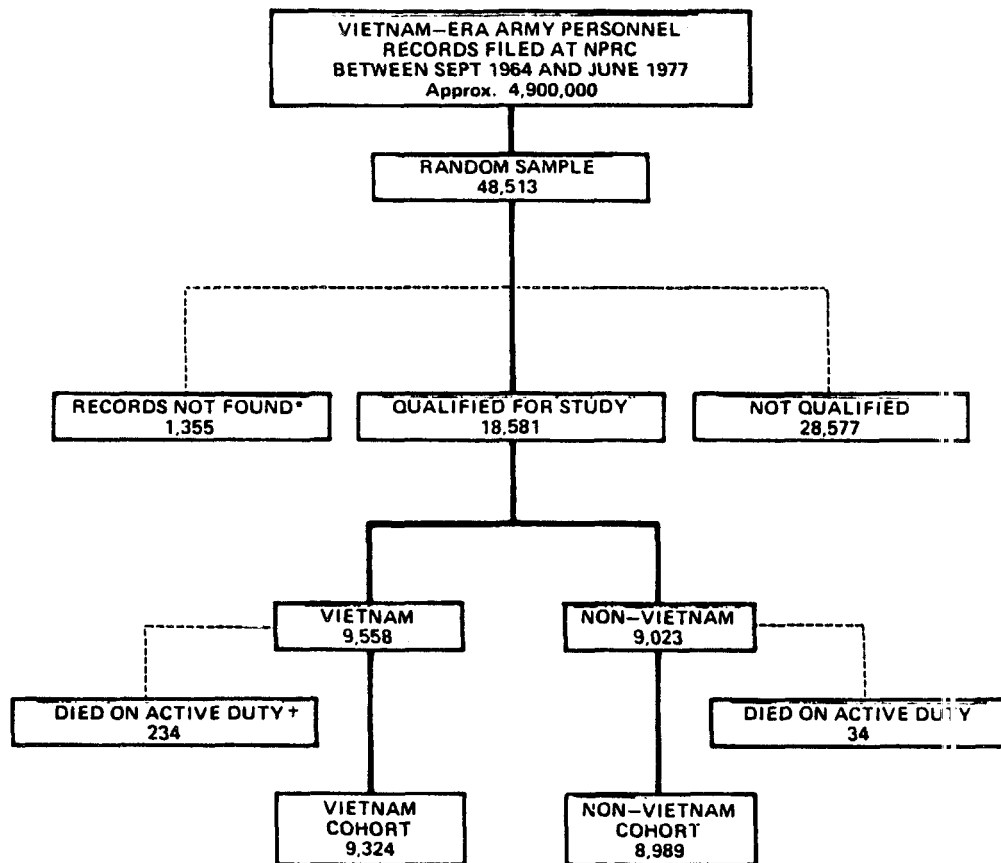 VIETNAM–ERA ARMY PERSONNEL
RECORDS FILED AT NPRC
BETWEEN SEPT 1964 AND JUNE 1977
Approx. 4,900,000
RANDOM SAMPLE
48,513
RECORDS NOT FOUND*
1,355
QUALIFIED FOR STUDY
18,581
NOT QUALIFIED
28,577
VIETNAM
9,558
NON–VIETNAM
9,023
DIED ON ACTIVE DUTY +
234
DIED ON ACTIVE DUTY
34
VIETNAM
COHORT
9,324
NON–VIETNAM
COHORT
8,989